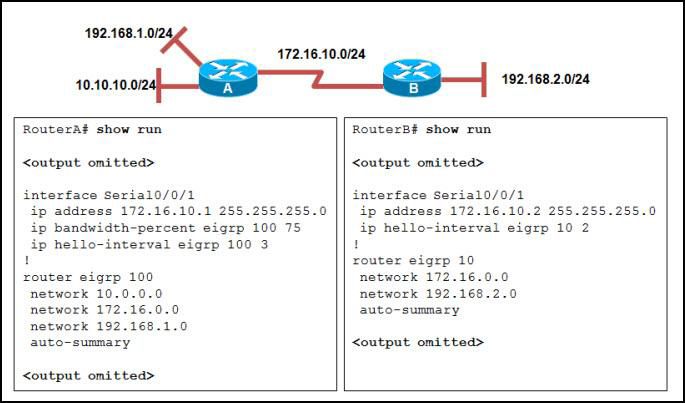 192.168.1.0/24
172.16.10.0/24
10.10.10.0/24
192.168.2.0/24
A
B
RouterA# show run
<output omitted>
interface Serial0/0/1
ip address 172.16.10.1 255.255.255.0
ip bandwidth-percent eigrp 100 75
ip hello-interval eigrp 100 3
!
router eigrp 100
network 10.0.0.0
network 172.16.0.0
network 192.168.1.0
auto-summary
<output omitted>
RouterB# show run
<output omitted>
interface Serial0/0/1
ip address 172.16.10.2 255.255.255.0
ip hello-interval eigrp 10 2
!
router eigrp 10
network 172.16.0.0
network 192.168.2.0
auto-summary
<output omitted>